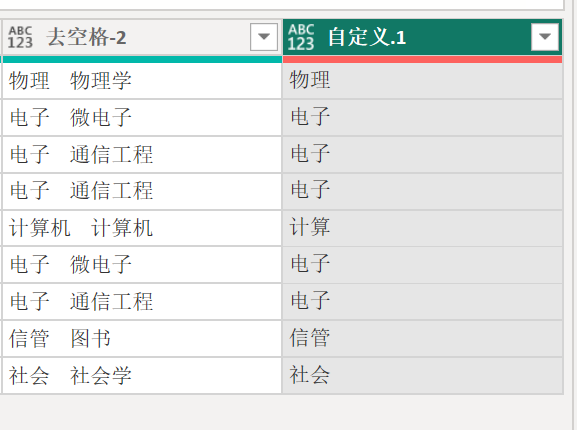 ABC 123 去空格-2 ABC 123 自定义.1
物理　物理学 物理
电子　微电子 电子
电子　通信工程 电子
电子　通信工程 电子
计算机　计算机 计算
电子　微电子 电子
电子　通信工程 电子
信管　图书 信管
社会　社会学 社会